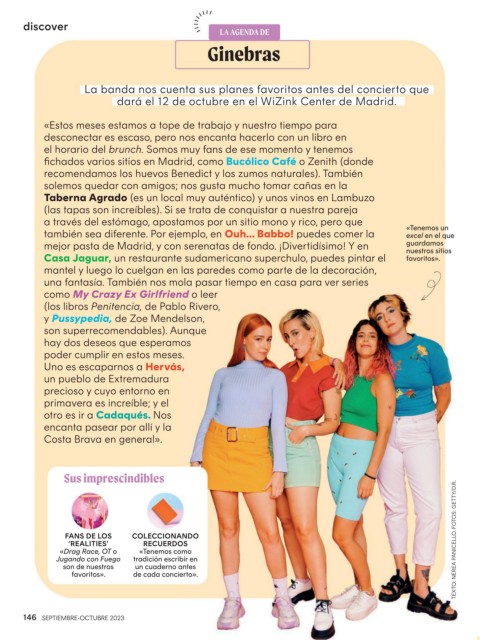 discover
LA AGENDA DE
Ginebras
La banda nos cuenta sus planes favoritos antes del concierto que
dará el 12 de octubre en el WiZink Center de Madrid.
«Estos meses estamos a tope de trabajo y nuestro tiempo para
desconectar es escaso, pero nos encanta hacerlo con un libro en
el horario del brunch. Somos muy fans de ese momento y tenemos
fichados varios sitios en Madrid, como Bucólico Café o Zenith (donde
recomendamos los huevos Benedict y los zumos naturales). También
solemos quedar con amigos; nos gusta mucho tomar cañas en la
Taberna Agrado (es un local muy auténtico) y unos vinos en Lambuzo
(las tapas son increíbles). Si se trata de conquistar a nuestra pareja
a través del estómago, apostamos por un sitio mono y rico, pero que
también sea diferente. Por ejemplo, en Ouh... Babbo! puedes comer la
mejor pasta de Madrid, y con serenatas de fondo. ¡Divertidísimo! Y en
Casa Jaguar, un restaurante sudamericano superchulo, puedes pintar el
mantel y luego lo cuelgan en las paredes como parte de la decoración,
una fantasía. También nos mola pasar tiempo en casa para ver series
como My Crazy Ex Girlfriend o leer
(los libros Penitencia, de Pablo Rivero,
y Pussypedia, de Zoe Mendelson,
son superrecomendables). Aunque
hay dos deseos que esperamos
poder cumplir en estos meses.
Uno es escaparnos a Hervás,
un pueblo de Extremadura
precioso y cuyo entorno en
primavera es increíble; y el
otro es ir a Cadaqués. Nos
encanta pasear por allí y la
Costa Brava en general».
«Tenemos un
excel en el que
guardamos
nuestros sitios
favoritos».
Sus imprescindibles
FANS DE LOS
'REALITIES'
«Drag Race, OT o
Jugando con Fuego
son de nuestros
favoritos».
COLECCIONANDO
RECUERDOS
«Tenemos como
tradición escribir en
un cuaderno antes
de cada concierto».
TEXTO: NEREA PANICELLO. FOTOS: GETTY/D.R.
146 SEPTIEMBRE-OCTUBRE 2023